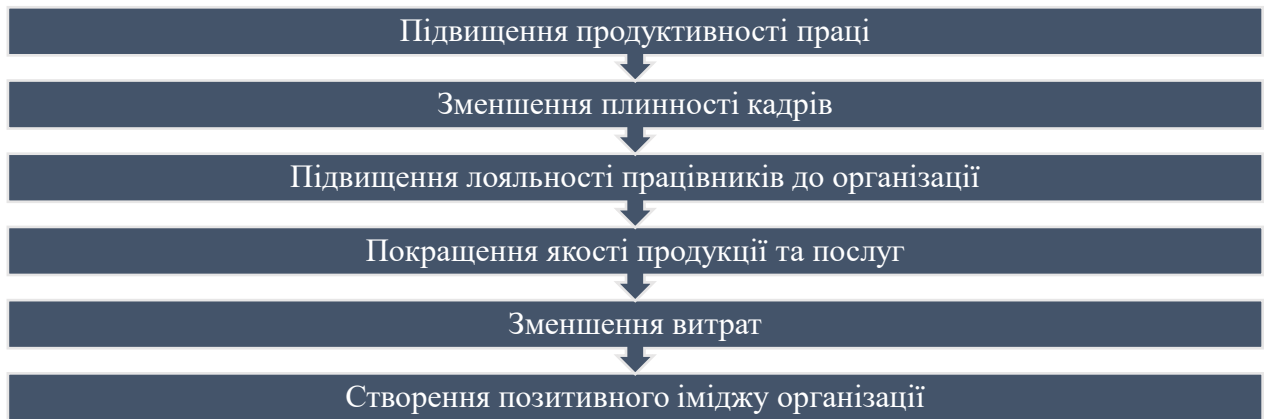 Підвищення продуктивності праці
Зменшення плинності кадрів
Підвищення лояльності працівників до організації
Покращення якості продукції та послуг
Зменшення витрат
Створення позитивного іміджу організації